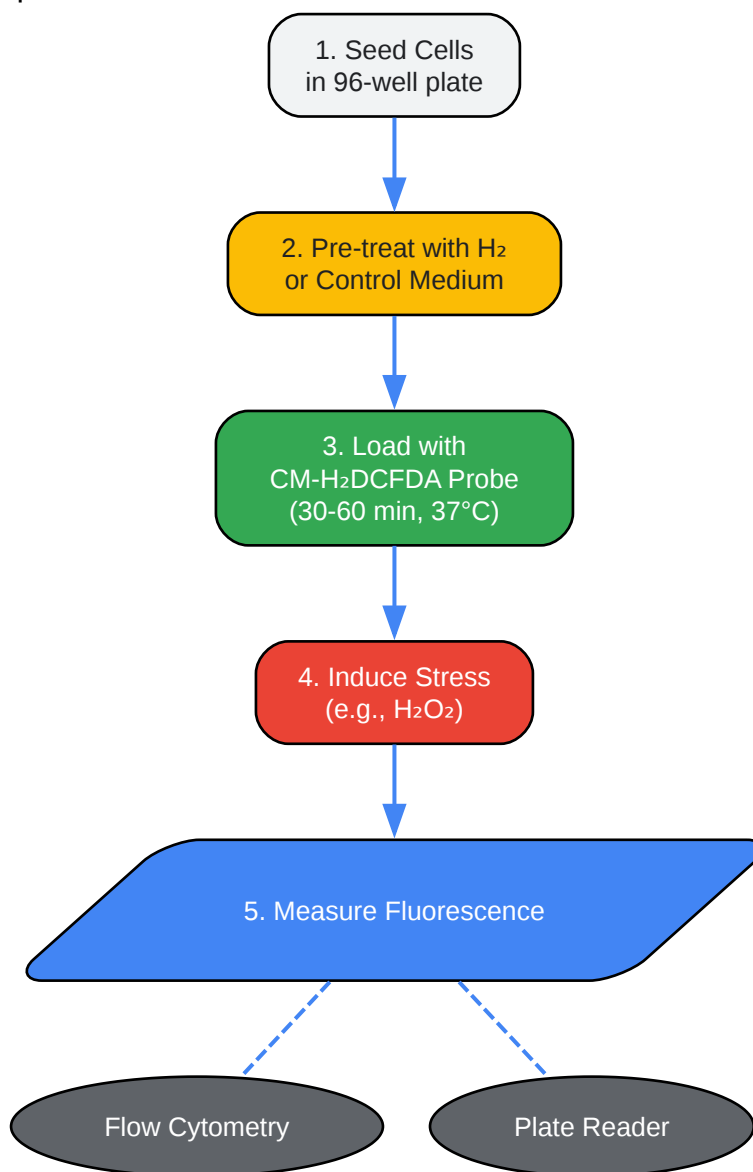 1. Seed Cells
in 96-well plate
2. Pre-treat with H₂
or Control Medium
3. Load with
CM-H₂DCFDA Probe
(30-60 min, 37°C)
4. Induce Stress
(e.g., H₂O₂)
5. Measure Fluorescence
Flow Cytometry
Plate Reader